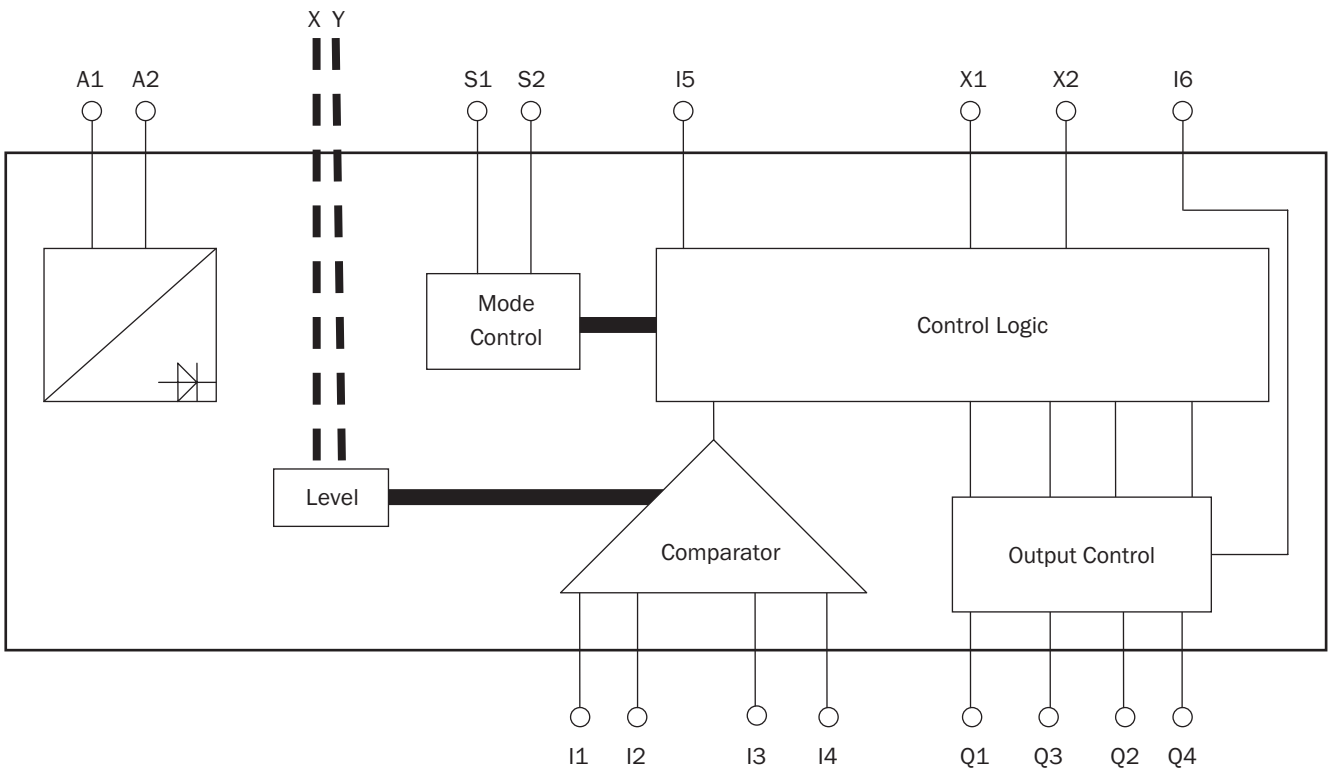 X Y
A1 A2 S1 S2 I5 X1 X2 I6
Mode
Control
Control Logic
Level
Comparator
Output Control
I1 I2 I3 I4 Q1 Q3 Q2 Q4